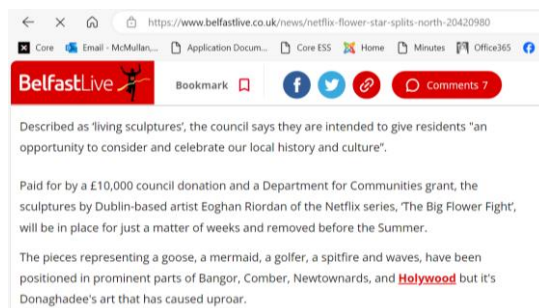 https://www.belfastlive.co.uk/news/netflix-flower-star-splits-north-20420980
Core Email - McMullan,... Application Docum... Core ESS Home Minutes Office365
BelfastLive Bookmark Comments 7
Described as 'living sculptures', the council says they are intended to give residents "an
opportunity to consider and celebrate our local history and culture".
Paid for by a £10,000 council donation and a Department for Communities grant, the
sculptures by Dublin-based artist Eoghan Riordan of the Netflix series, 'The Big Flower Fight',
will be in place for just a matter of weeks and removed before the Summer.
The pieces representing a goose, a mermaid, a golfer, a spitfire and waves, have been
positioned in prominent parts of Bangor, Comber, Newtownards, and Holywood but it's
Donaghadee's art that has caused uproar.